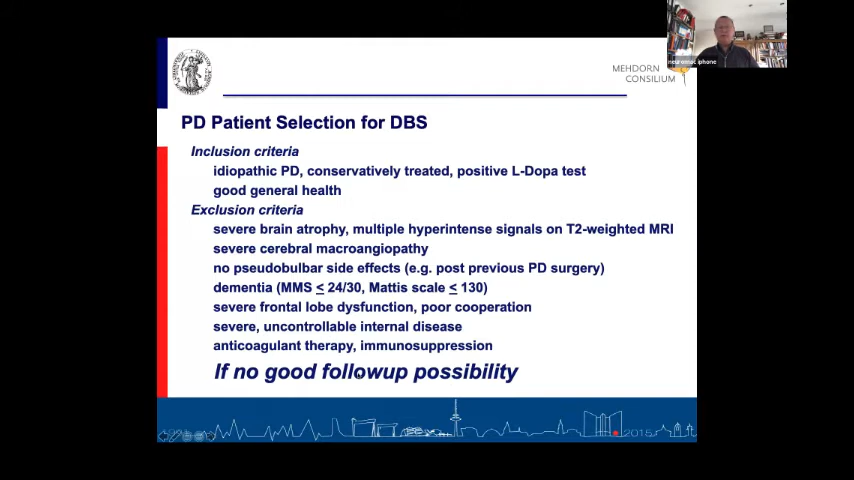 MEHDORN
CONSILIUM
neuromac iphone
PD Patient Selection for DBS
Inclusion criteria
idiopathic PD, conservatively treated, positive L-Dopa test
good general health
Exclusion criteria
severe brain atrophy, multiple hyperintense signals on T2-weighted MRI
severe cerebral macroangiopathy
no pseudobulbar side effects (e.g. post previous PD surgery)
dementia (MMS ≤ 24/30, Mattis scale ≤ 130)
severe frontal lobe dysfunction, poor cooperation
severe, uncontrollable internal disease
anticoagulant therapy, immunosuppression
If no good followup possibility
2015